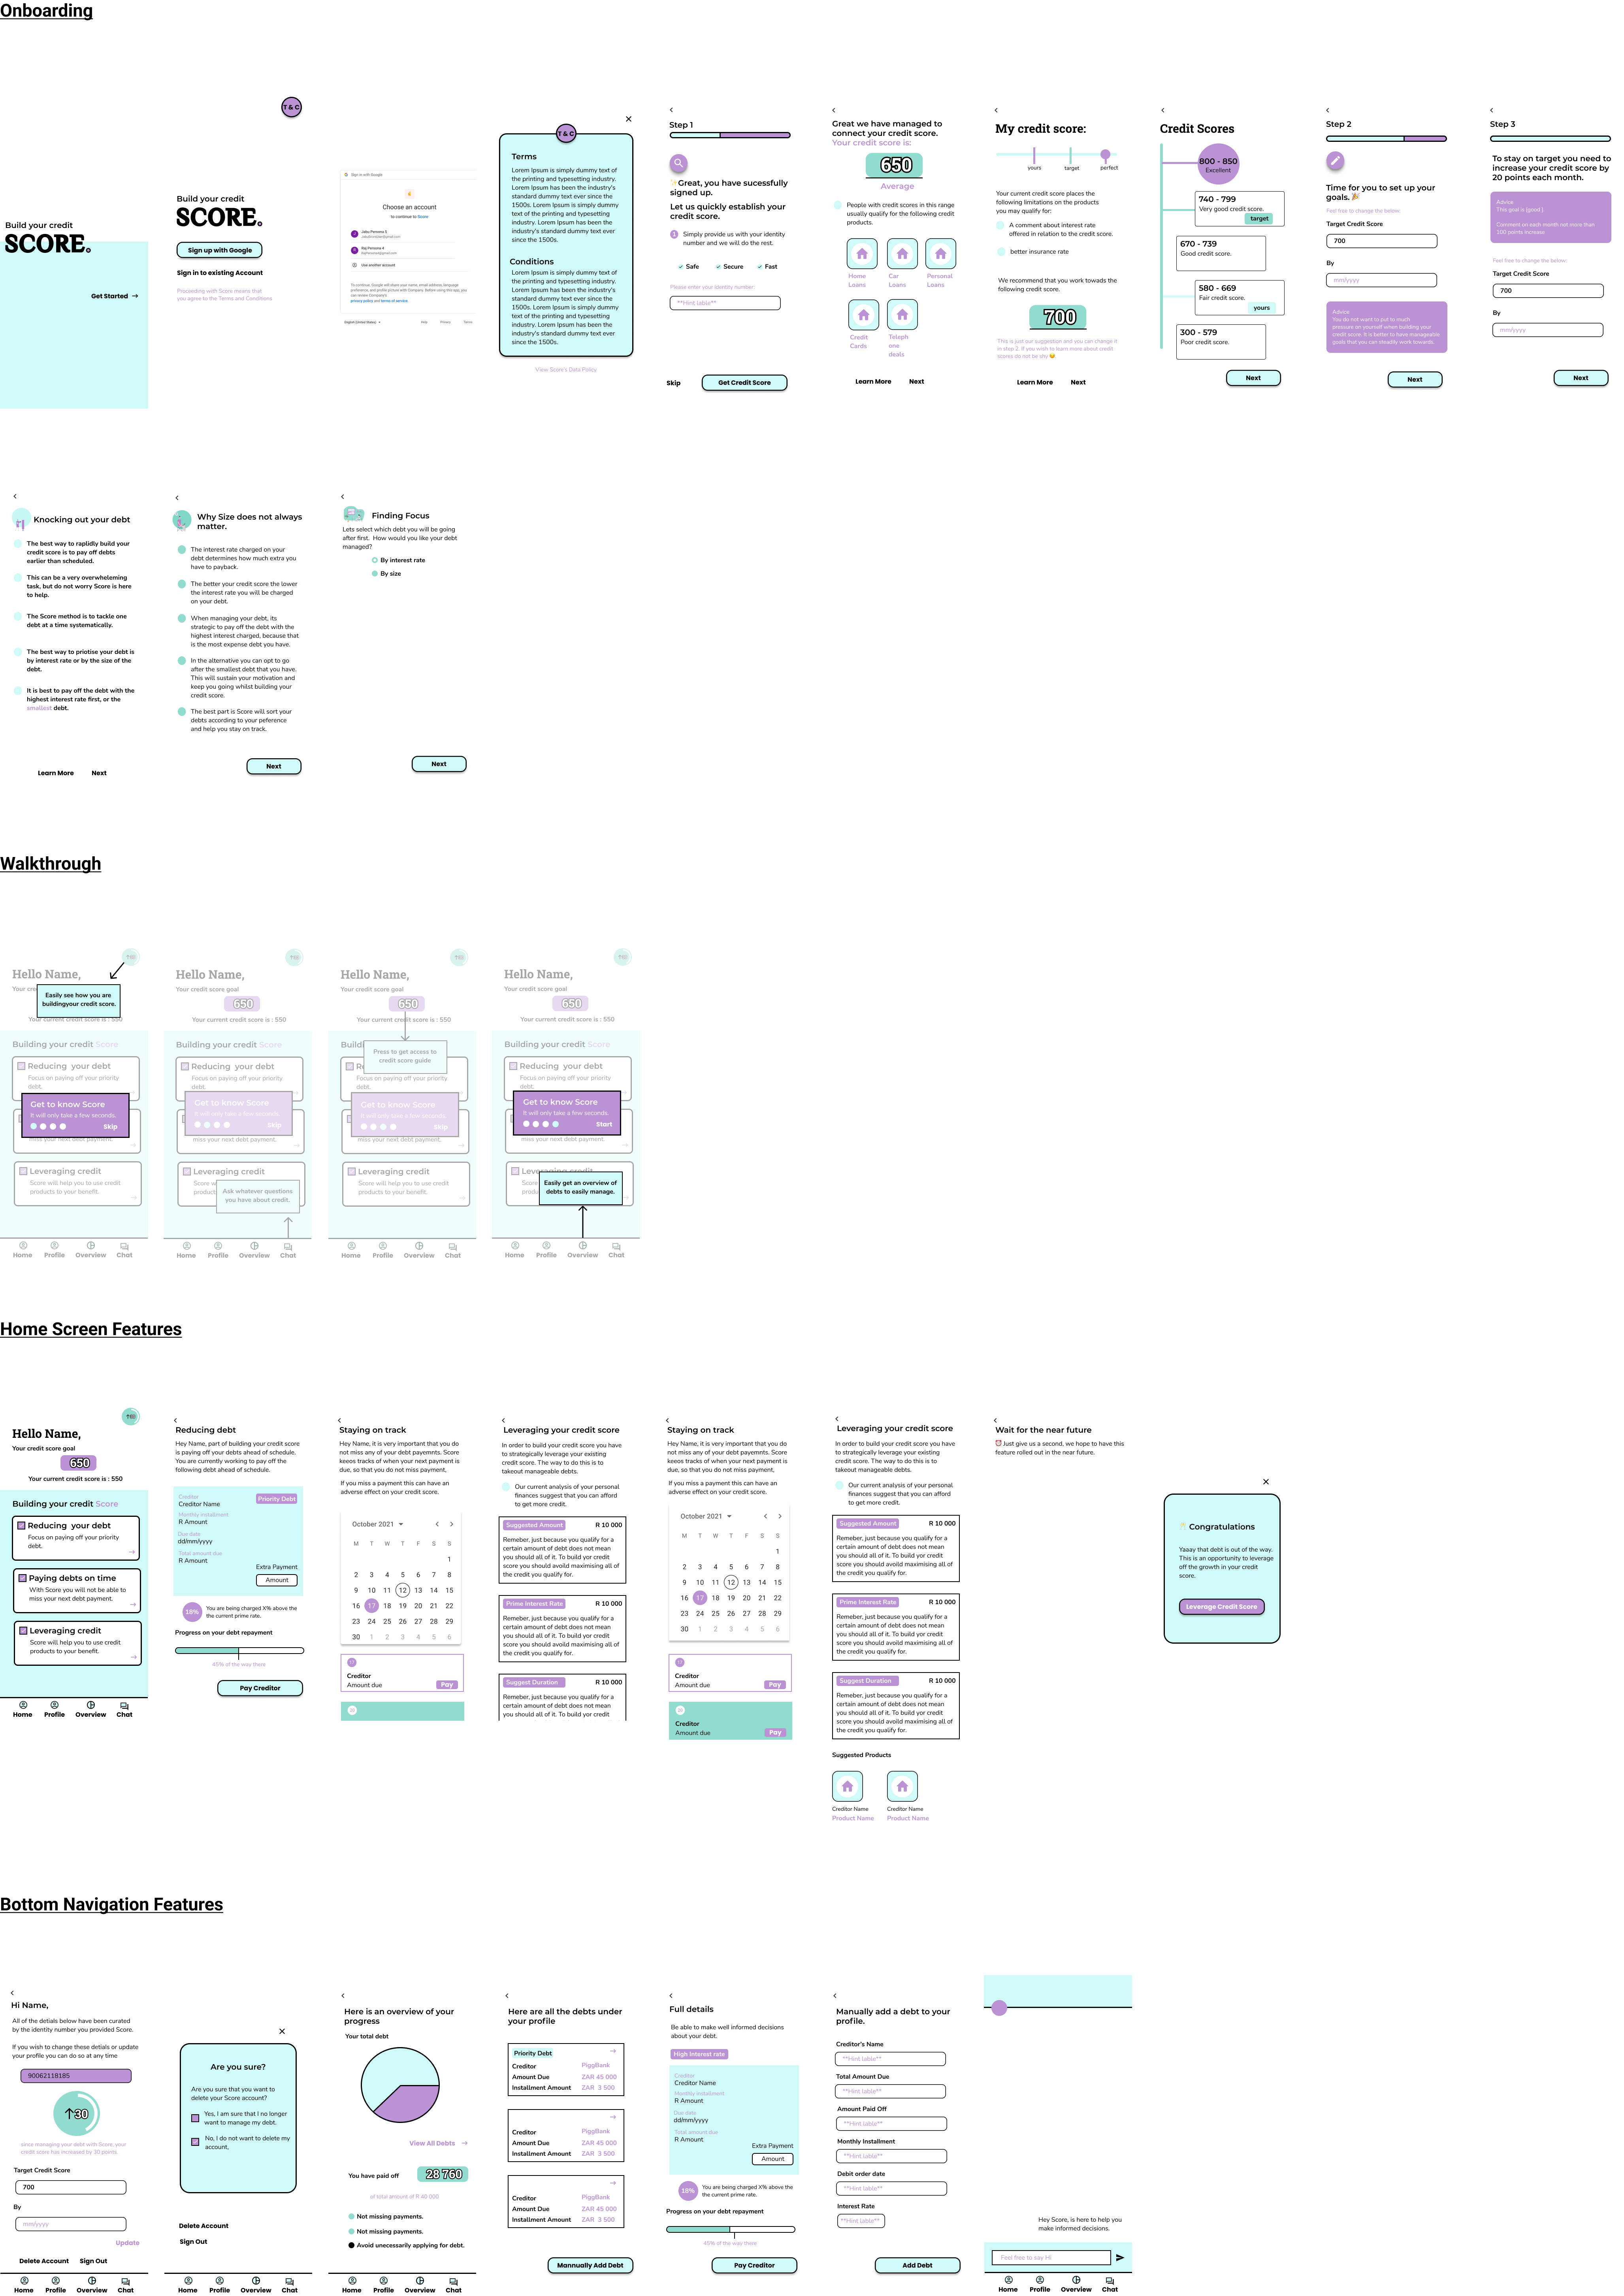 Onboarding
Build your credit
SCORE.
Get Started →
T & C
Build your credit
SCORE.
Sign up with Google
Sign in to existing Account
Proceeding with Score means that
you agree to the Terms and Conditions
Sign in with Google
Choose an account
to continue to Score
Use another account
To continue, Google will share your name, email address, language
preference, and profile picture with Company. Before using this app, you
can review Company's
privacy policy and terms of service.
English (United States)
Help
Privacy
Terms
T & C
Terms
Lorem Ipsum is simply dummy text of
the printing and typesetting industry.
Lorem Ipsum has been the
industry's standard dummy text ever
since the 1500s. Lorem Ipsum is simply dummy
text of the printing and typesetting
industry. Lorem Ipsum has been the
industry's standard dummy text ever
since the 1500s.
Conditions
Lorem Ipsum is simply dummy text of
the printing and typesetting industry.
Lorem Ipsum has been the
industry's standard dummy text ever
since the 1500s. Lorem Ipsum is simply dummy
text of the printing and typesetting
industry. Lorem Ipsum has been the
industry's standard dummy text ever
since the 1500s.
View Score's Data Policy
Step 1
Great, you have sucessfully
signed up.
Let us quickly establish your
credit score.
1 Simply provide us with your identity
number and we will do the rest.
Safe
Secure
Fast
Please enter your identity number:
**Hint lable**
Skip
Get Credit Score
Great we have managed to
connect your credit score.
Your credit score is:
650
Average
People with credit scores in this range
usually qualify for the following credit
products.
Home
Loans
Car
Loans
Personal
Loans
Credit
Cards
Teleph
one
deals
Learn More
Next
My credit score:
yours
target
perfect
Your current credit score places the
following limitations on the products
you may qualify for:
A comment about interest rate
offered in relation to the credit score.
better insurance rate
We recommend that you work towads the
following credit score.
700
This is just our suggestion and you can change it
in step 2. If you wish to learn more about credit
scores do not be shy.
Learn More
Next
Credit Scores
800 - 850
Excellent
740 - 799
Very good credit score.
target
670 - 739
Good credit score.
580 - 669
Fair credit score.
yours
300 - 579
Poor credit score.
Next
Step 2
Time for you to set up your
goals.
Feel free to change the below:
Target Credit Score
700
By
mm/yyyy
Advice
You do not want to put to much
pressure on yourself when building your
credit score. It is better to have manageable
goals that you can steadily work towards.
Next
Step 3
To stay on target you need to
increase your credit score by
20 points each month.
Advice
This goal is (good ).
Comment on each month not more than
100 points increase
Feel free to change the below:
Target Credit Score
700
By
mm/yyyy
Next
Knocking out your debt
The best way to raplidly build your
credit score is to pay off debts
earlier than scheduled.
This can be a very overwheleming
task, but do not worry Score is here
to help.
The Score method is to tackle one
debt at a time systematically.
The best way to priotise your debt is
by interest rate or by the size of the
debt.
It is best to pay off the debt with the
highest interest rate first, or the
smallest debt.
Learn More
Next
Why Size does not always
matter.
The interest rate charged on your
debt determines how much extra you
have to payback.
The better your credit score the lower
the interest rate you will be charged
on your debt.
When managing your debt, its
strategic to pay off the debt with the
highest interest charged, because that
is the most expense debt you have.
In the alternative you can opt to go
after the smallest debt that you have.
This will sustain your motivation and
keep you going whilst building your
credit score.
The best part is Score will sort your
debts according to your peference
and help you stay on track.
Next
Finding Focus
Lets select which debt you will be going
after first. How would you like your debt
managed?
By interest rate
By size
Next
Walkthrough
Hello Name,
Your cre
Easily see how you are
buildingyour credit score.
Your current credit score is : 550
Building your credit Score
Reducing your debt
Focus on paying off your priority
debt.
Get to know Score
It will only take a few seconds.
Skip
miss your next debt payment.
Leveraging credit
Score will help you to use credit
products to your benefit.
Home
Profile
Overview
Chat
Hello Name,
Your credit score goal
650
Your current credit score is : 550
Building your credit Score
Reducing your debt
Focus on paying off your priority
debt.
Get to know Score
It will only take a few seconds.
Skip
miss your next debt payment.
Leveraging credit
Score w
product
Ask whatever questions
you have about credit.
Home
Profile
Overview
Chat
Hello Name,
Your credit score goal
650
Your current credit score is : 550
Buildi
Press to get access to
credit score guide
Focus on paying off your priority
debt.
Get to know Score
It will only take a few seconds.
Skip
miss your next debt payment.
Leveraging credit
Score will help you to use credit
products to your benefit.
Home
Profile
Overview
Chat
Hello Name,
Your credit score goal
650
Your current credit score is : 550
Building your credit Score
Reducing your debt
Focus on paying off your priority
debt.
Get to know Score
It will only take a few seconds.
Start
miss your next debt payment.
Leveraging credit
Score
produ
Easily get an overview of
debts to easily manage.
Home
Profile
Overview
Chat
Home Screen Features
Hello Name,
Your credit score goal
650
Your current credit score is : 550
Building your credit Score
Reducing your debt
Focus on paying off your priority
debt.
Paying debts on time
With Score you will not be able to
miss your next debt payment.
Leveraging credit
Score will help you to use credit
products to your benefit.
Home
Profile
Overview
Chat
Reducing debt
Hey Name, part of building your credit score
is paying off your debts ahead of schedule.
You are currently working to pay off the
following debt ahead of schedule.
Creditor
Creditor Name
Priority Debt
Monthly Installment
R Amount
Due date
dd/mm/yyyy
Total amount due
R Amount
Extra Payment
Amount
18%
You are being charged X% above the
the current prime rate.
Progress on your debt repayment
45% of the way there
Pay Creditor
Staying on track
Hey Name, it is very important that you do
not miss any of your debt payemnts. Score
keeos tracks of when your next payment is
due, so that you do not miss payment,
If you miss a payment this can have an
adverse effect on your credit score.
October 2021
M T W T F S S
1
2 3 4 5 6 7 8
9 10 11 12 13 14 15
16 17 18 19 20 21 22
23 24 25 26 27 28 29
30 1 2 3 4 5 6
17
Creditor
Amount due
Pay
Leveraging your credit score
In order to build your credit score you have
to strategically leverage your existing
credit score. The way to do this is to
takeout manageable debts.
Our current analysis of your personal
finances suggest that you can afford
to get more credit.
Suggested Amount
R 10 000
Remeber, just because you qualify for a
certain amount of debt does not mean
you should all of it. To build yor credit
score you should avoild maximising all of
the credit you qualify for.
Prime Interest Rate
R 10 000
Remeber, just because you qualify for a
certain amount of debt does not mean
you should all of it. To build yor credit
score you should avoild maximising all of
the credit you qualify for.
Suggest Duration
R 10 000
Remeber, just because you qualify for a
certain amount of debt does not mean
you should all of it. To build yor credit
Staying on track
Hey Name, it is very important that you do
not miss any of your debt payemnts. Score
keeos tracks of when your next payment is
due, so that you do not miss payment,
If you miss a payment this can have an
adverse effect on your credit score.
October 2021
M T W T F S S
1
2 3 4 5 6 7 8
9 10 11 12 13 14 15
16 17 18 19 20 21 22
23 24 25 26 27 28 29
30 1 2 3 4 5 6
17
Creditor
Amount due
Pay
Creditor
Amount due
Pay
Leveraging your credit score
In order to build your credit score you have
to strategically leverage your existing
credit score. The way to do this is to
takeout manageable debts.
Our current analysis of your personal
finances suggest that you can afford
to get more credit.
Suggested Amount
R 10 000
Remeber, just because you qualify for a
certain amount of debt does not mean
you should all of it. To build yor credit
score you should avoild maximising all of
the credit you qualify for.
Prime Interest Rate
R 10 000
Remeber, just because you qualify for a
certain amount of debt does not mean
you should all of it. To build yor credit
score you should avoild maximising all of
the credit you qualify for.
Suggest Duration
R 10 000
Remeber, just because you qualify for a
certain amount of debt does not mean
you should all of it. To build yor credit
score you should avoild maximising all of
the credit you qualify for.
Suggested Products
Creditor Name
Product Name
Creditor Name
Product Name
Wait for the near future
Just give us a second, we hope to have this
feature rolled out in the near future.
Congratulations
Yaaay that debt is out of the way.
This is an opportunity to leverage
off the growth in your credit
score.
Leverage Credit Score
Bottom Navigation Features
Hi Name,
All of the detials below have been curated
by the identity number you provided Score.
If you wish to change these detials or update
your profile you can do so at any time
90062118185
↑30
since managing your debt with Score, your
credit score has increased by 30 points.
Target Credit Score
700
By
mm/yyyy
Update
Delete Account
Sign Out
Home
Profile
Overview
Chat
Are you sure?
Are you sure that you want to
delete your Score account?
Yes, I am sure that I no longer
want to manage my debt.
No, I do not want to delete my
account,
Delete Account
Sign Out
Home
Profile
Overview
Chat
Here is an overview of your
progress
Your total debt
View All Debts →
You have paid off
28 760
of total amount of R 40 000
Not missing payments.
Not missing payments.
Avoid unecessarily applying for debt.
Home
Profile
Overview
Chat
Here are all the debts under
your profile
Priority Debt
Creditor PiggBank
Amount Due ZAR 45 000
Installment Amount ZAR 3 500
Creditor PiggBank
Amount Due ZAR 45 000
Installment Amount ZAR 3 500
Creditor PiggBank
Amount Due ZAR 45 000
Installment Amount ZAR 3 500
Mannually Add Debt
Full details
Be able to make well informed decisions
about your debt.
High Interest rate
Creditor
Creditor Name
Monthly Installment
R Amount
Due date
dd/mm/yyyy
Total amount due
R Amount
Extra Payment
Amount
18%
You are being charged X% above the
the current prime rate.
Progress on your debt repayment
45% of the way there
Pay Creditor
Manually add a debt to your
profile.
Creditor's Name
**Hint lable**
Total Amount Due
**Hint lable**
Amount Paid Off
**Hint lable**
Monthly Installment
**Hint lable**
Debit order date
**Hint lable**
Interest Rate
**Hint lable**
Add Debt
Hey Score, is here to help you
make informed decisions.
Feel free to say Hi
Home
Profile
Overview
Chat